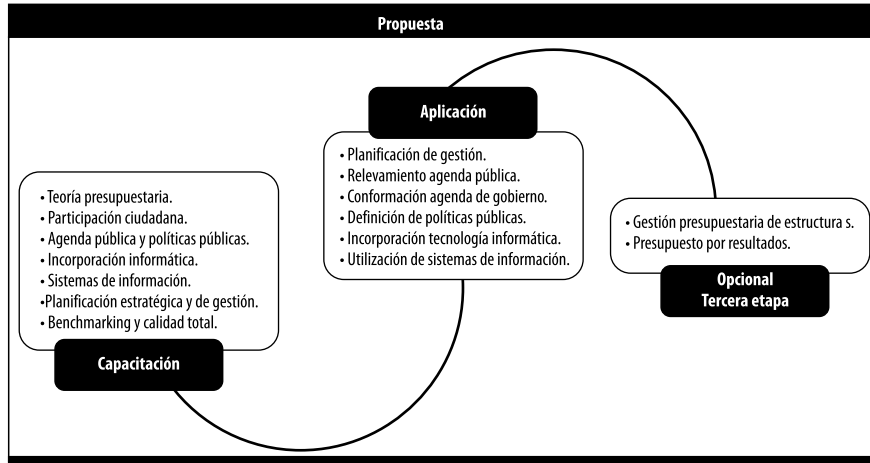 Propuesta
• Teoría presupuestaria.
• Participación ciudadana.
• Agenda pública y políticas públicas.
• Incorporación informática.
• Sistemas de información.
•Planificación estratégica y de gestión.
• Benchmarking y calidad total.
Capacitación
Aplicación
• Planificación de gestión.
• Relevamiento agenda pública.
• Conformación agenda de gobierno.
• Definición de políticas públicas.
• Incorporación tecnología informática.
• Utilización de sistemas de información.
• Gestión presupuestaria de estructura s.
• Presupuesto por resultados.
Opcional
Tercera etapa